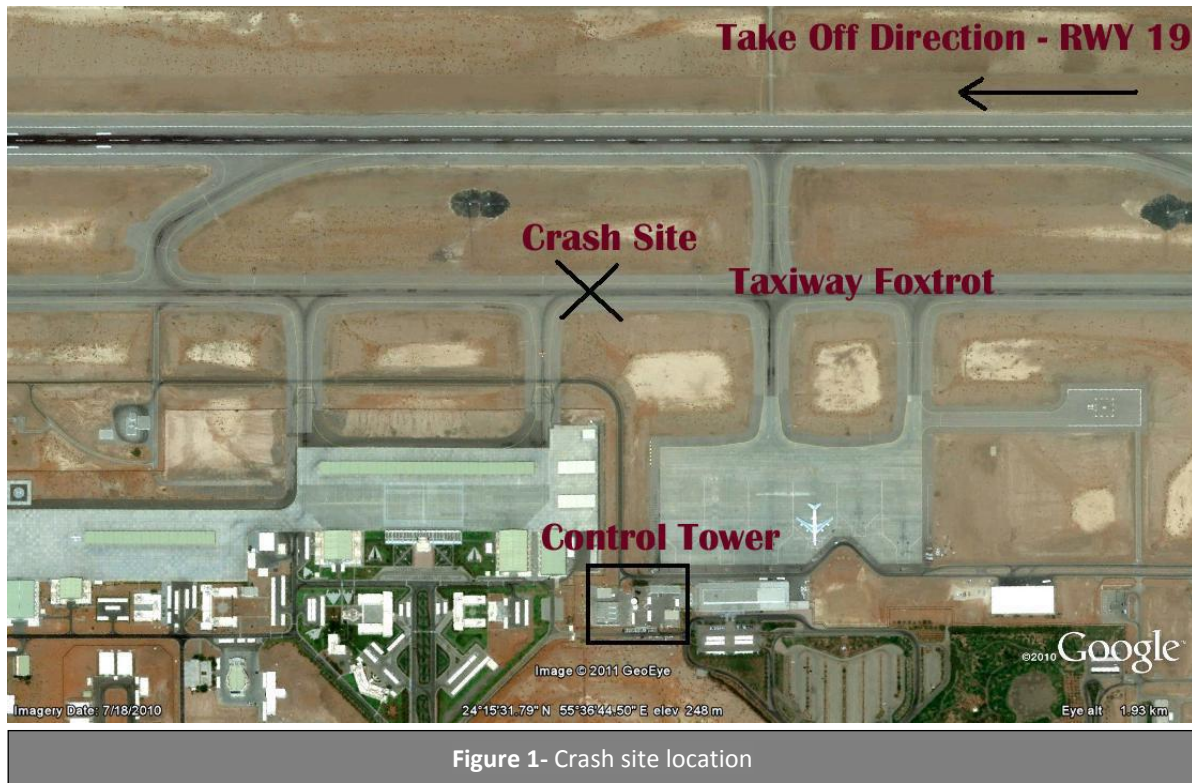 Take Off Direction - RWY 19
Crash Site
Taxiway Foxtrot
Control Tower
©2010 Google
Image © 2011 GeoEye
Imagery Date: 7/18/2010 24°15'31.79" N 55°36'44.50" E elev 248 m Eye alt 1.93 km
Figure 1- Crash site location